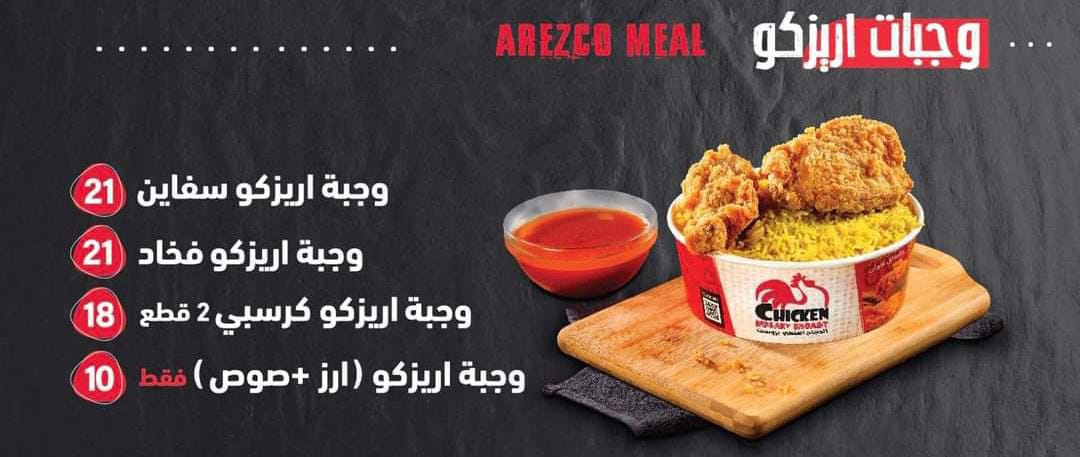 وجبات اريزكو
AREZCO MEAL
وجبة اريزكو سفاين 21
وجبة اريزكو فخاد 21
وجبة اريزكو كرسبي 2 قطع 18
وجبة اريزكو (ارز +صوص) فقط 10
CHICKEN